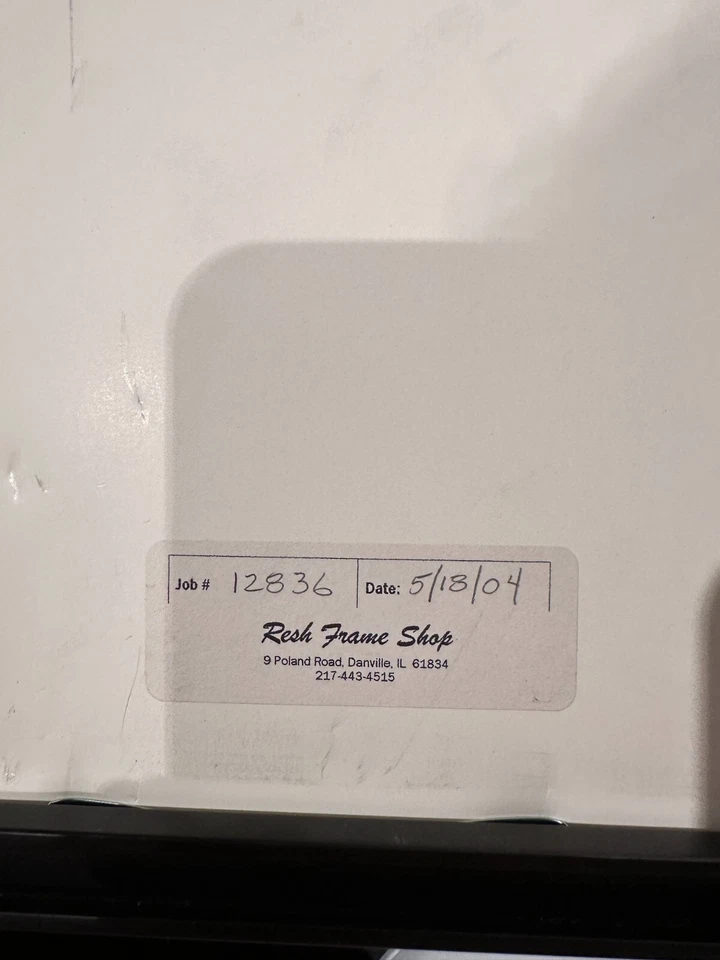 Job # 12836 Date: 5/18/04
Resh Frame Shop
9 Poland Road, Danville, IL 61834
217-443-4515